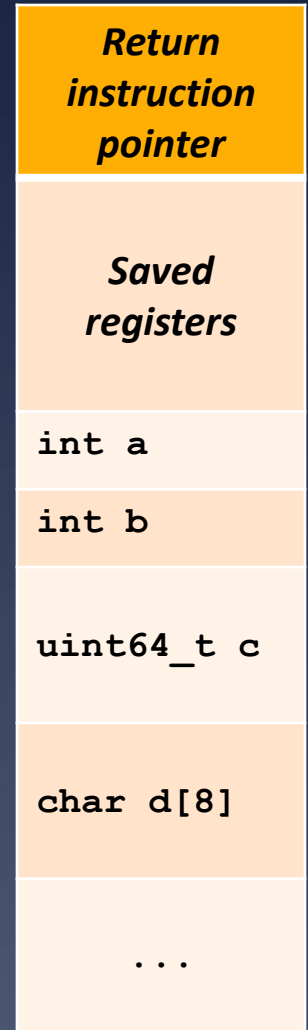 Return
instruction
pointer
Saved
registers
int a
int b
uint64_t c
char d[8]
...